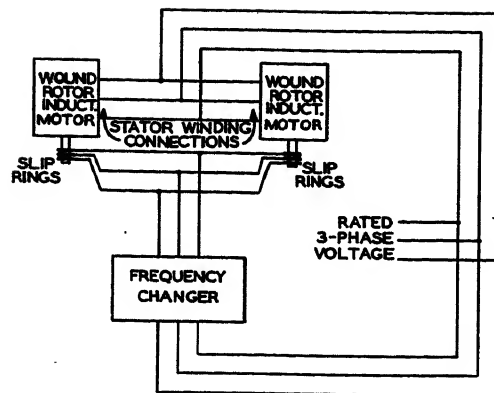 WOUND
ROTOR
INDUCT.
MOTOR
WOUND
ROTOR
INDUCT.
MOTOR
STATOR WINDING
CONNECTIONS
SLIP
RINGS
SLIP
RINGS
RATED
3-PHASE
VOLTAGE
FREQUENCY
CHANGER